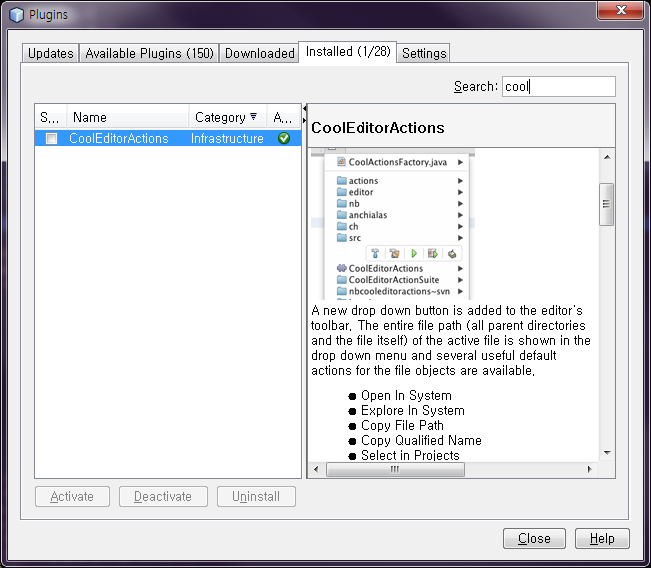 Plugins
Updates
Available Plugins (150)
Downloaded
Installed (1/28)
Settings
Search:
cool
S...
Name
Category
A...
CoolEditorActions
Infrastructure
CoolEditorActions
CoolActionsFactory.java
actions
editor
nb
anchialas
ch
src
CoolEditorActions
CoolEditorActionSuite
nbcooleditoractions~svn
A new drop down button is added to the editor's
toolbar. The entire file path (all parent directories
and the file itself) of the active file is shown in the
drop down menu and several useful default
actions for the file objects are available.
Open In System
Explore In System
Copy File Path
Copy Qualified Name
Select in Projects
Activate
Deactivate
Uninstall
Close
Help